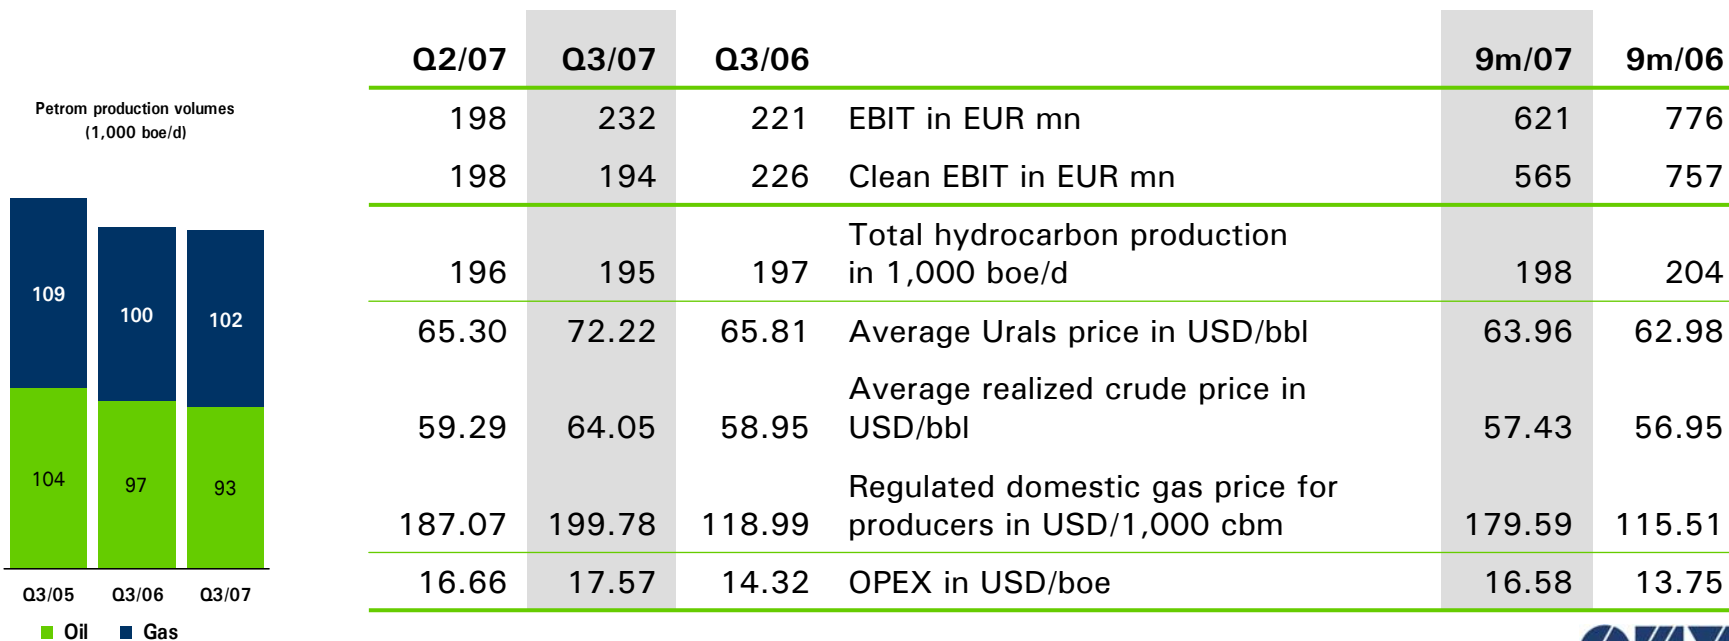 Petrom production volumes
(1,000 boe/d)
109
100
102
104
97
93
Q3/05 Q3/06 Q3/07
Oil Gas
Q2/07 Q3/07 Q3/06 9m/07 9m/06
198 232 221 EBIT in EUR mn 621 776
198 194 226 Clean EBIT in EUR mn 565 757
Total hydrocarbon production
196 195 197 in 1,000 boe/d 198 204
65.30 72.22 65.81 Average Urals price in USD/bbl 63.96 62.98
Average realized crude price in
59.29 64.05 58.95 USD/bbl 57.43 56.95
Regulated domestic gas price for
187.07 199.78 118.99 producers in USD/1,000 cbm 179.59 115.51
16.66 17.57 14.32 OPEX in USD/boe 16.58 13.75